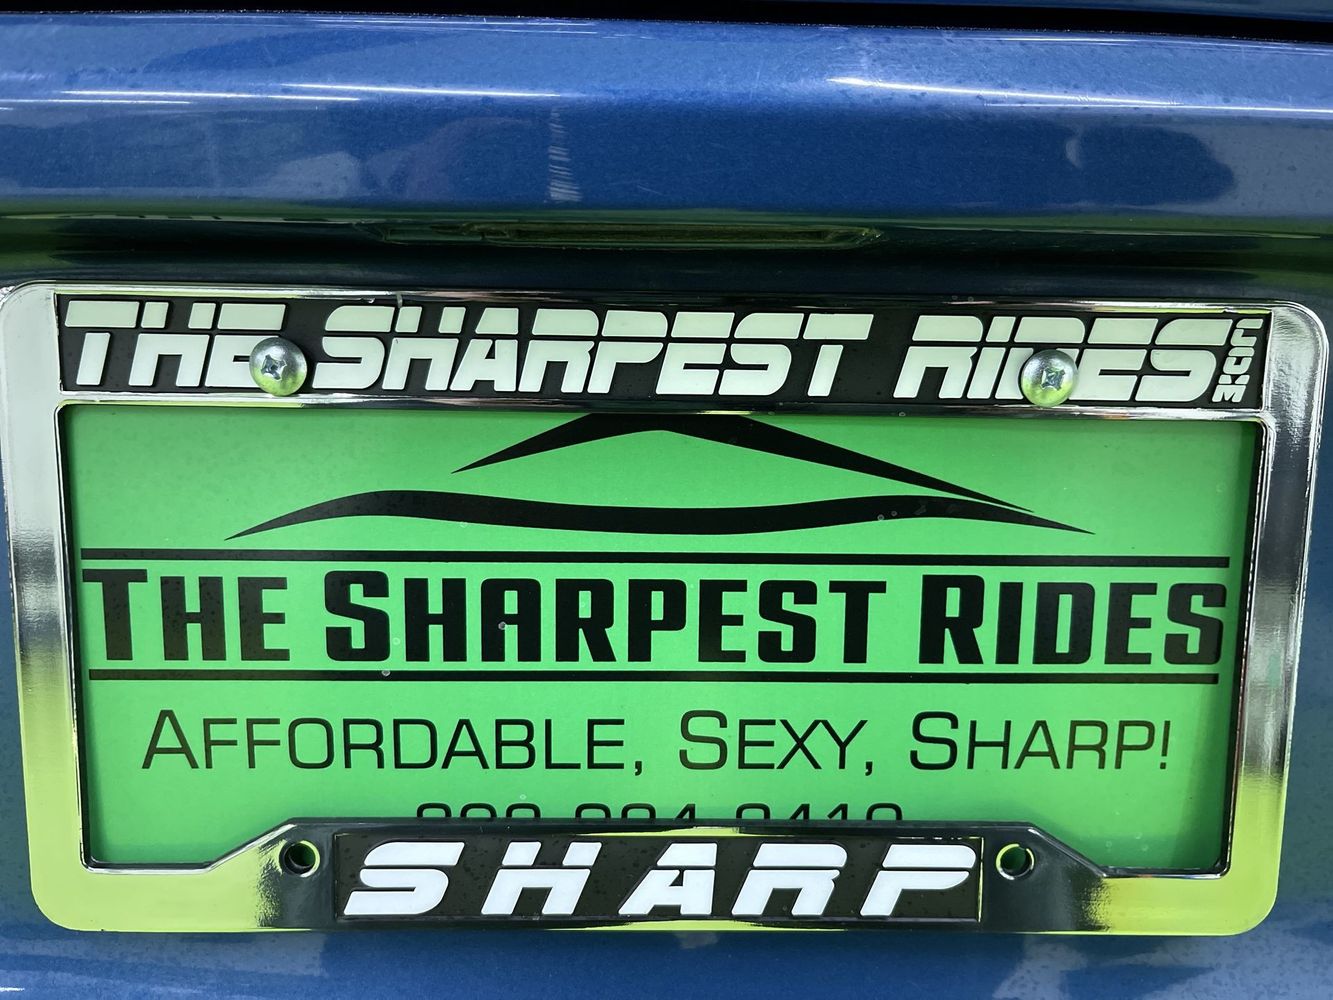 THE SHARPEST RIDES.COM
THE SHARPEST RIDES
AFFORDABLE, SEXY, SHARP!
SHARP